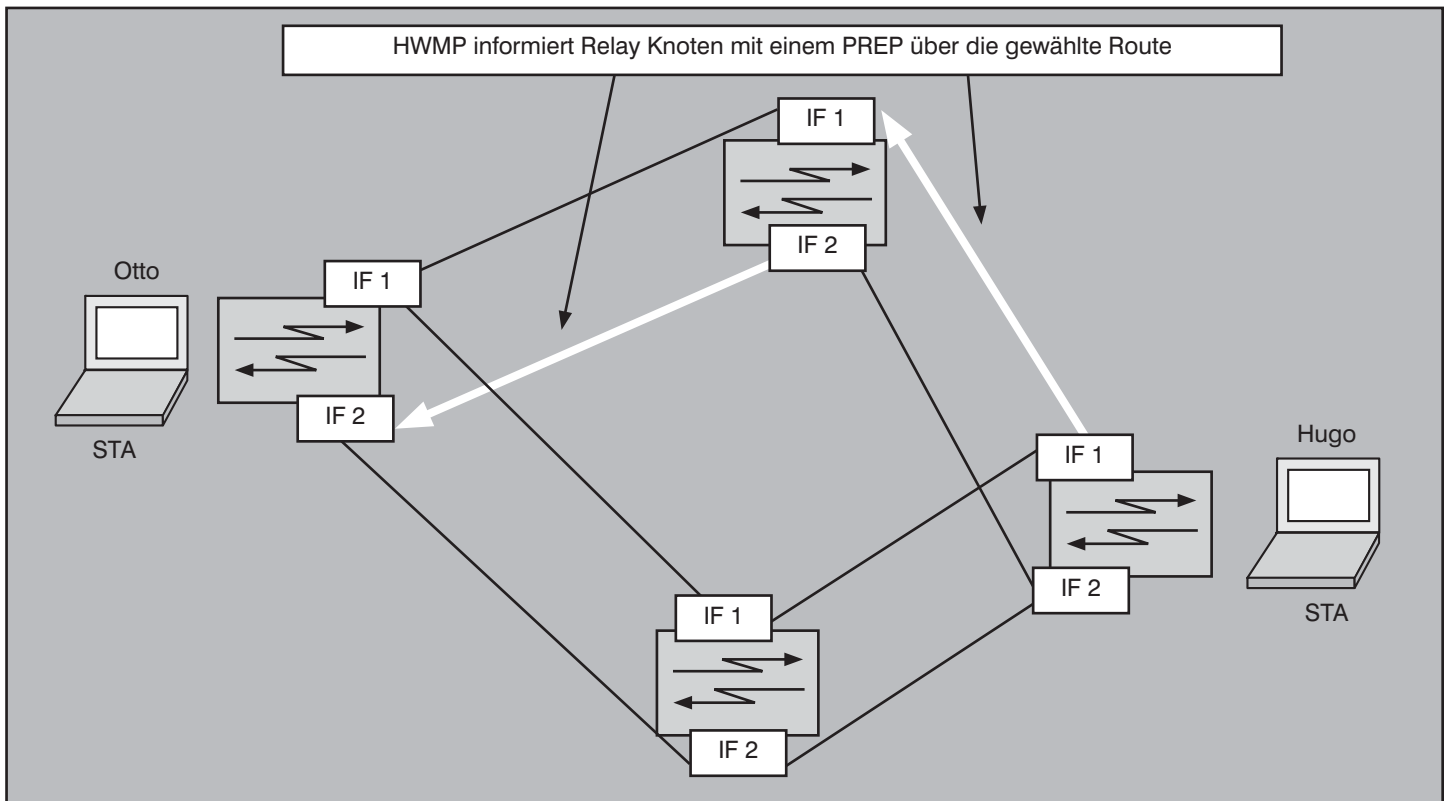 HWMP informiert Relay Knoten mit einem PREP über die gewählte Route
IF 1
IF 2
Otto
IF 1
IF 2
STA
Hugo
IF 1
IF 2
STA
IF 1
IF 2